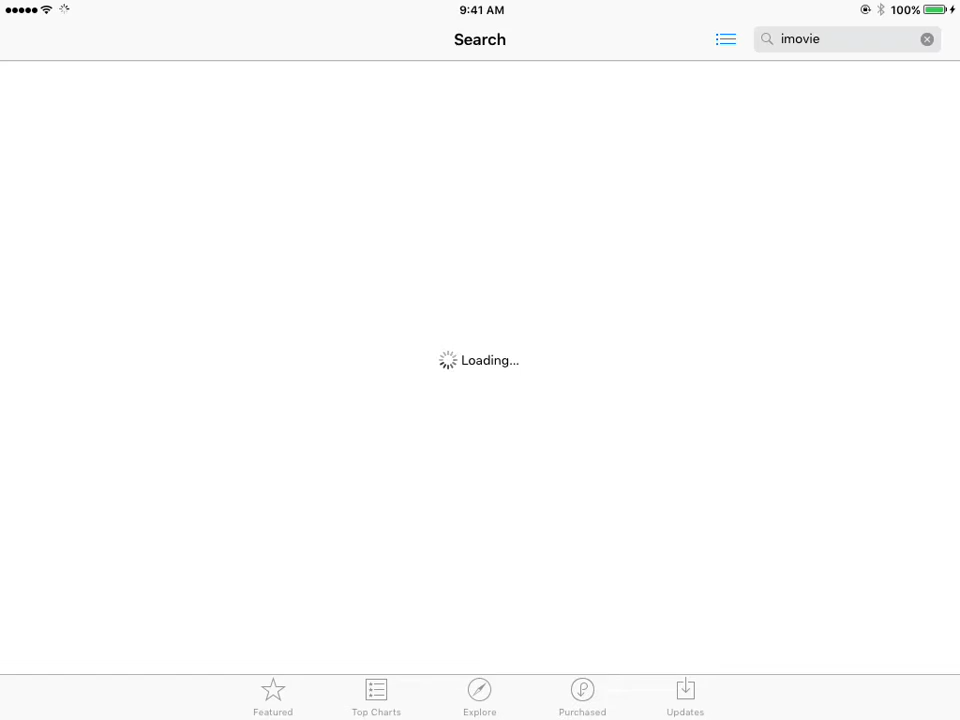 9:41 AM
100%
Search
imovie
Loading...
Featured
Top Charts
Explore
Purchased
Updates